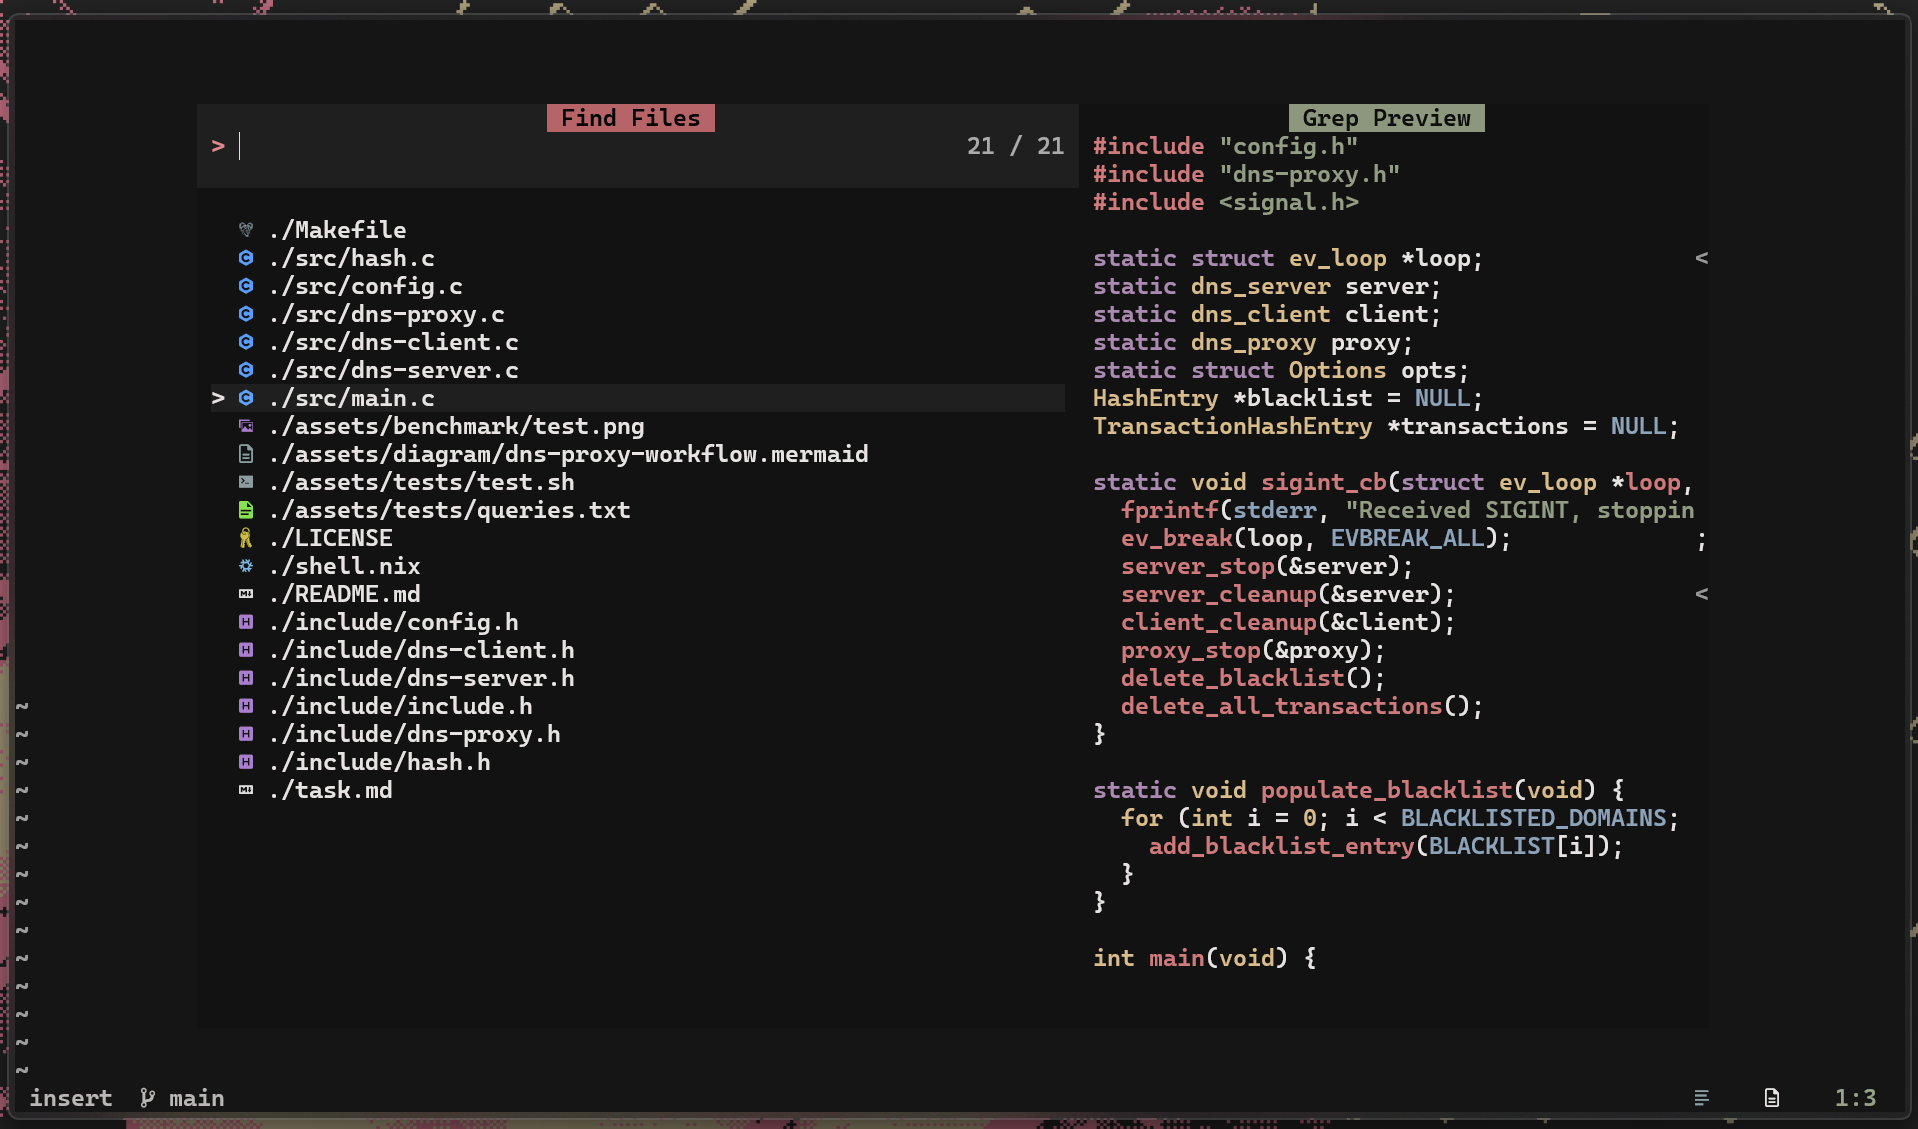 Find Files
> 21 / 21
./Makefile
./src/hash.c
./src/config.c
./src/dns-proxy.c
./src/dns-client.c
./src/dns-server.c
> ./src/main.c
./assets/benchmark/test.png
./assets/diagram/dns-proxy-workflow.mermaid
./assets/tests/test.sh
./assets/tests/queries.txt
./LICENSE
./shell.nix
./README.md
./include/config.h
./include/dns-client.h
./include/dns-server.h
./include/include.h
./include/dns-proxy.h
./include/hash.h
./task.md
Grep Preview
#include "config.h"
#include "dns-proxy.h"
#include <signal.h>
static struct ev_loop *loop; <
static dns_server server;
static dns_client client;
static dns_proxy proxy;
static struct Options opts;
HashEntry *blacklist = NULL;
TransactionHashEntry *transactions = NULL;
static void sigint_cb(struct ev_loop *loop,
fprintf(stderr, "Received SIGINT, stoppin
ev_break(loop, EVBREAK_ALL); ;
server_stop(&server);
server_cleanup(&server); <
client_cleanup(&client);
proxy_stop(&proxy);
delete_blacklist();
delete_all_transactions();
}
static void populate_blacklist(void) {
for (int i = 0; i < BLACKLISTED_DOMAINS;
add_blacklist_entry(BLACKLIST[i]);
}
}
int main(void) {
~
~
~
~
~
~
~
~
~
~
~
~
~
~
insert main 1:3